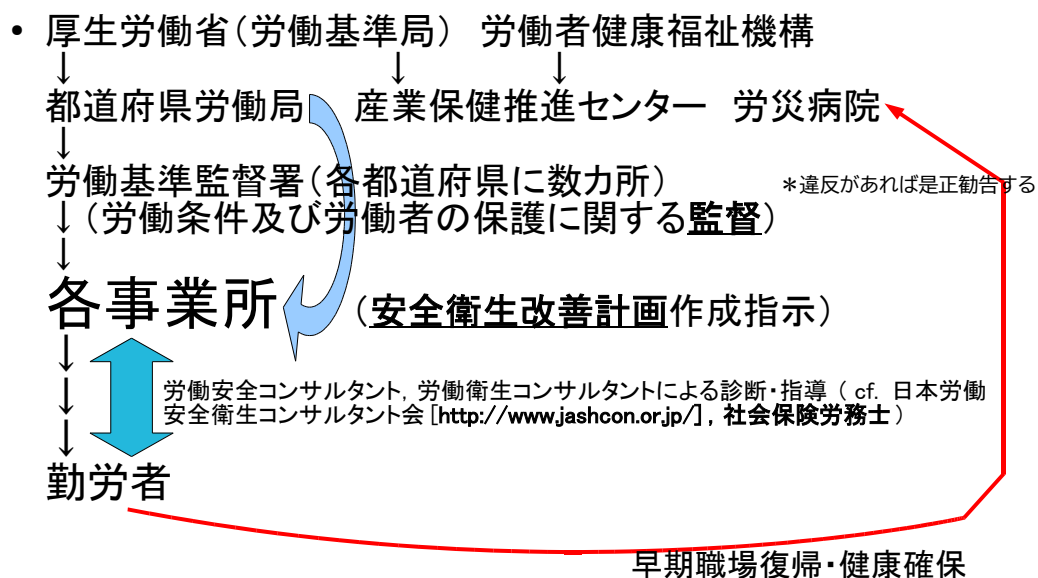 • 厚生労働省（労働基準局） 労働者健康福祉機構
↓ ↓ ↓
都道府県労働局 産業保健推進センター 労災病院
↓
労働基準監督署（各都道府県に数カ所） ＊違反があれば是正勧告する
↓（労働条件及び労働者の保護に関する監督）
↓
各事業所 （安全衛生改善計画作成指示）
↓
↓ 労働安全コンサルタント，労働衛生コンサルタントによる診断・指導（ cf. 日本労働
安全衛生コンサルタント会［http://www.jashcon.or.jp/］，社会保険労務士）
↓
勤労者
早期職場復帰・健康確保